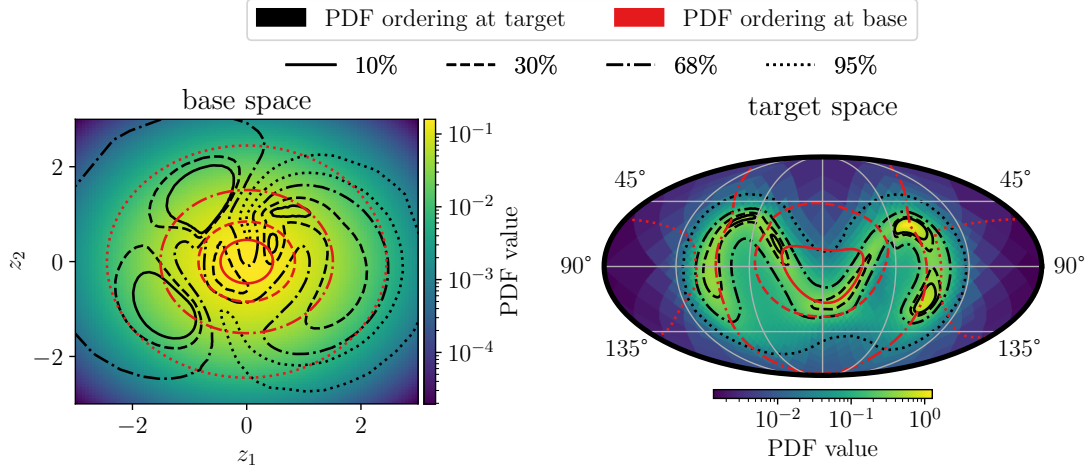 PDF ordering at target PDF ordering at base
10% 30% 68% 95%
base space
target space
2
0
−2
z₂
−2 0 2
z₁
10⁻¹
10⁻²
10⁻³
10⁻⁴
PDF value
45° 45°
90° 90°
135° 135°
10⁻² 10⁻¹ 10⁰
PDF value